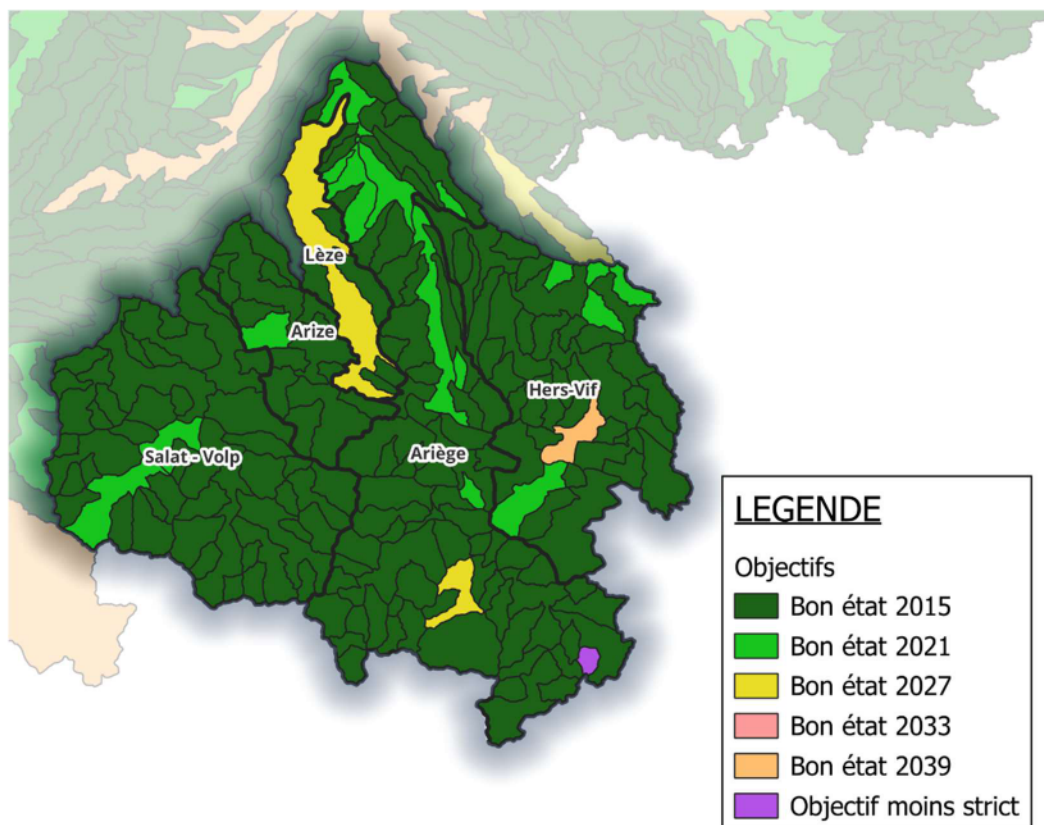 Lèze
Arize
Hers-Vif
Salat - Volp
Ariège
LEGENDE
Objectifs
Bon état 2015
Bon état 2021
Bon état 2027
Bon état 2033
Bon état 2039
Objectif moins strict